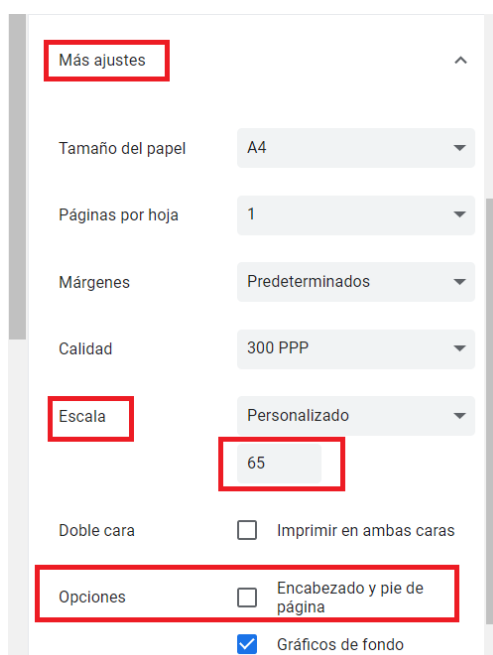 Más ajustes
Tamaño del papel A4
Páginas por hoja 1
Márgenes Predeterminados
Calidad 300 PPP
Escala Personalizado
65
Doble cara Imprimir en ambas caras
Opciones Encabezado y pie de
página
Gráficos de fondo